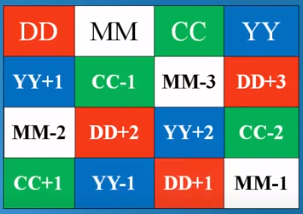 DD MM CC YY
YY+1 CC-1 MM-3 DD+3
MM-2 DD+2 YY+2 CC-2
CC+1 YY-1 DD+1 MM-1